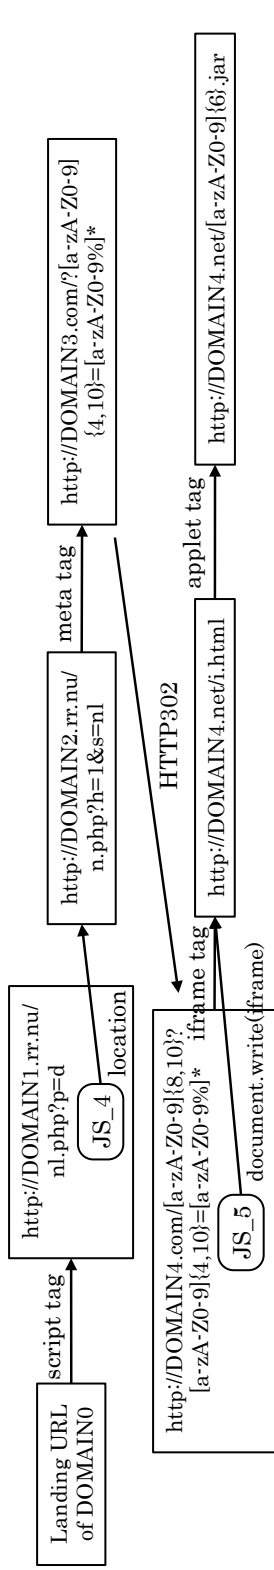 Landing URL
of DOMAIN0
script tag
http://DOMAIN1.rr.nu/
nl.php?p=d
JS_4
location
http://DOMAIN2.rr.nu/
n.php?h=1&s=nl
meta tag
http://DOMAIN3.com/?[a-zA-Z0-9]
{4,10}=[a-zA-Z0-9%]*
HTTP302
http://DOMAIN4.com/[a-zA-Z0-9]{8,10}?
[a-zA-Z0-9]{4,10}=[a-zA-Z0-9%]*
JS_5
iframe tag
document.write(iframe)
http://DOMAIN4.net/i.html
applet tag
http://DOMAIN4.net/[a-zA-Z0-9]{6}.jar